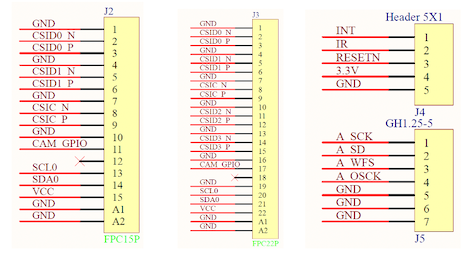 J2
GND
1
CSID0_N
2
CSID0_P
3
GND
4
CSID1_N
5
CSID1_P
6
GND
7
CSIC_N
8
CSIC_P
9
GND
10
CAM_GPIO
11
12
SCL0
13
SDA0
14
VCC
15
GND
A1
GND
A2
FPC15P
J3
GND
1
CSID0_N
2
CSID0_P
3
GND
4
CSID1_N
5
CSID1_P
6
GND
7
CSIC_N
8
CSIC_P
9
GND
10
CSID2_N
11
CSID2_P
12
GND
13
CSID3_N
14
CSID3_P
15
GND
16
CAM_GPIO
17
18
GND
19
SCL0
20
SDA0
21
VCC
22
GND
A1
GND
A2
FPC22P
Header 5X1
INT
1
IR
2
RESETN
3
3.3V
4
GND
5
J4
GH1.25-5
A_SCK
1
A_SD
2
A_WFS
3
A_OSCK
4
GND
5
GND
6
GND
7
J5